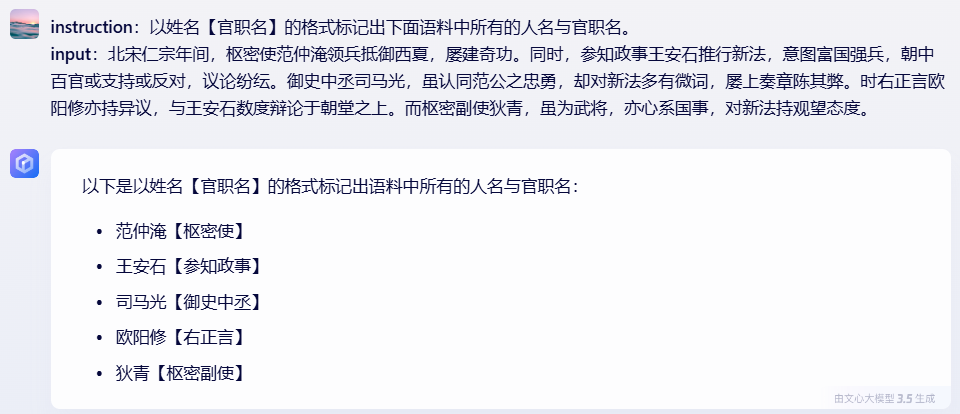 instruction：以姓名【官职名】的格式标记出下面语料中所有的人名与官职名。
input：北宋仁宗年间，枢密使范仲淹领兵抵御西夏，屡建奇功。同时，参知政事王安石推行新法，意图富国强兵，朝中
百官或支持或反对，议论纷纭。御史中丞司马光，虽认同范公之忠勇，却对新法多有微词，屡上奏章陈其弊。时右正言欧
阳修亦持异议，与王安石数度辩论于朝堂之上。而枢密副使狄青，虽为武将，亦心系国事，对新法持观望态度。
以下是以姓名【官职名】的格式标记出语料中所有的人名与官职名：
• 范仲淹【枢密使】
• 王安石【参知政事】
• 司马光【御史中丞】
• 欧阳修【右正言】
• 狄青【枢密副使】
由文心大模型 3.5 生成